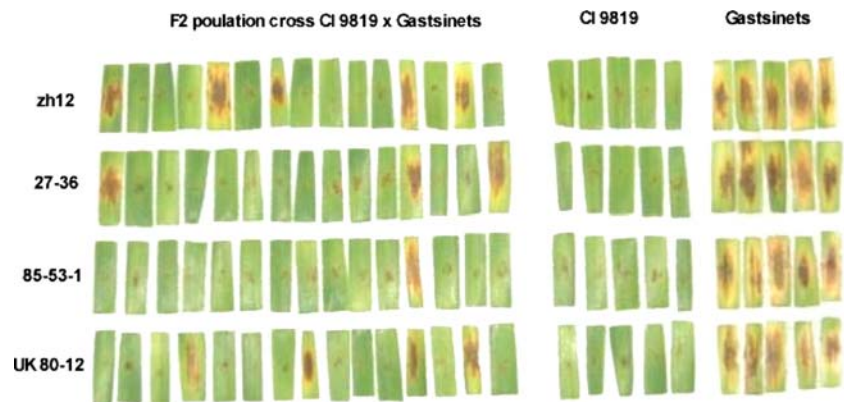 F2 poulation cross CI 9819 x Gastsinets CI 9819 Gastsinets
zh12
27-36
85-53-1
UK 80-12